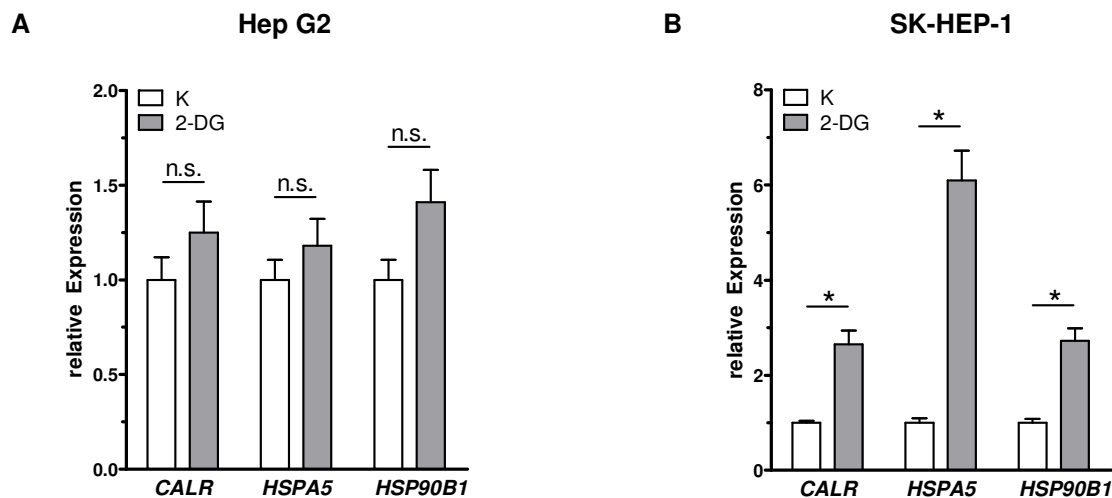 A
Hep G2
2.0
1.5
1.0
0.5
0.0
relative Expression
K
2-DG
n.s.
n.s.
n.s.
CALR
HSPA5
HSP90B1
B
SK-HEP-1
8
6
4
2
0
relative Expression
K
2-DG
*
*
*
CALR
HSPA5
HSP90B1